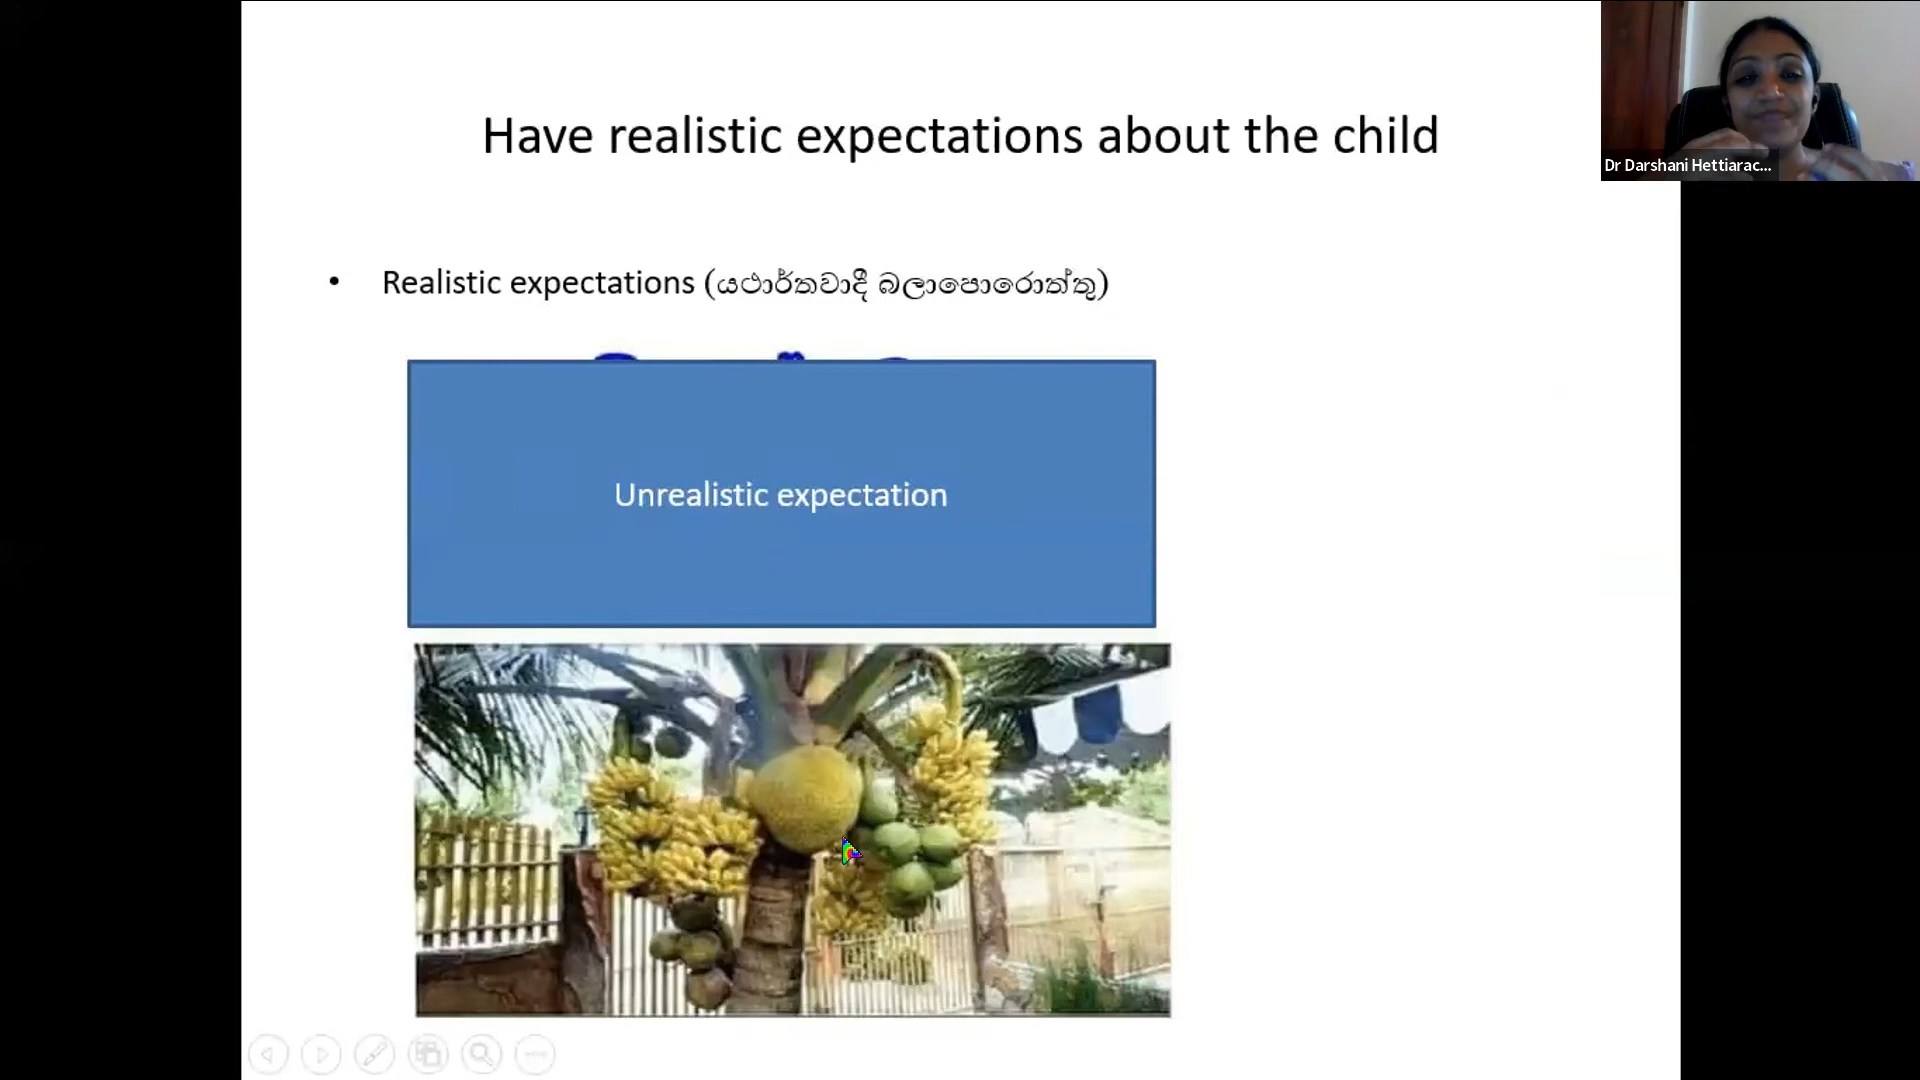 Have realistic expectations about the child
Dr Darshani Hettiarac...
• Realistic expectations (යථාර්තවාදී බලාපොරොත්තු)
Unrealistic expectation